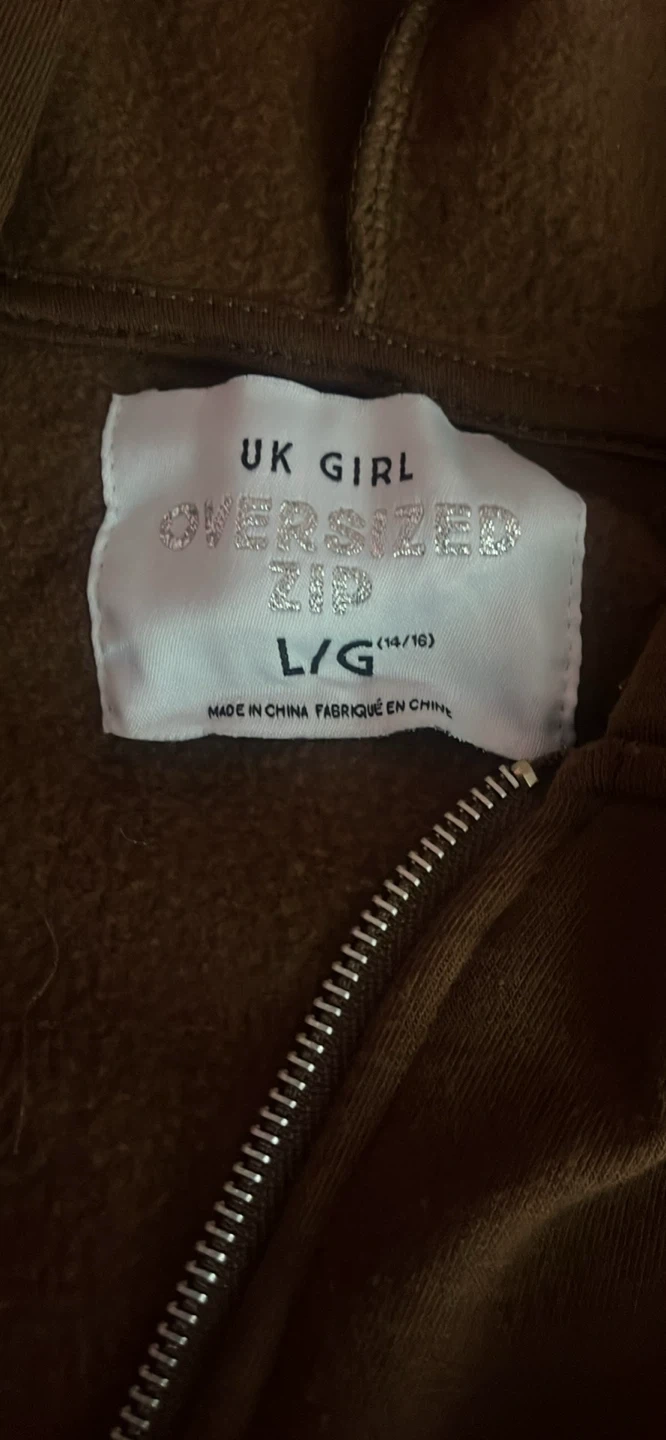 UK GIRL
OVERSIZED
ZIP
L/G (14/16)
MADE IN CHINA FABRIQUÉ EN CHINE